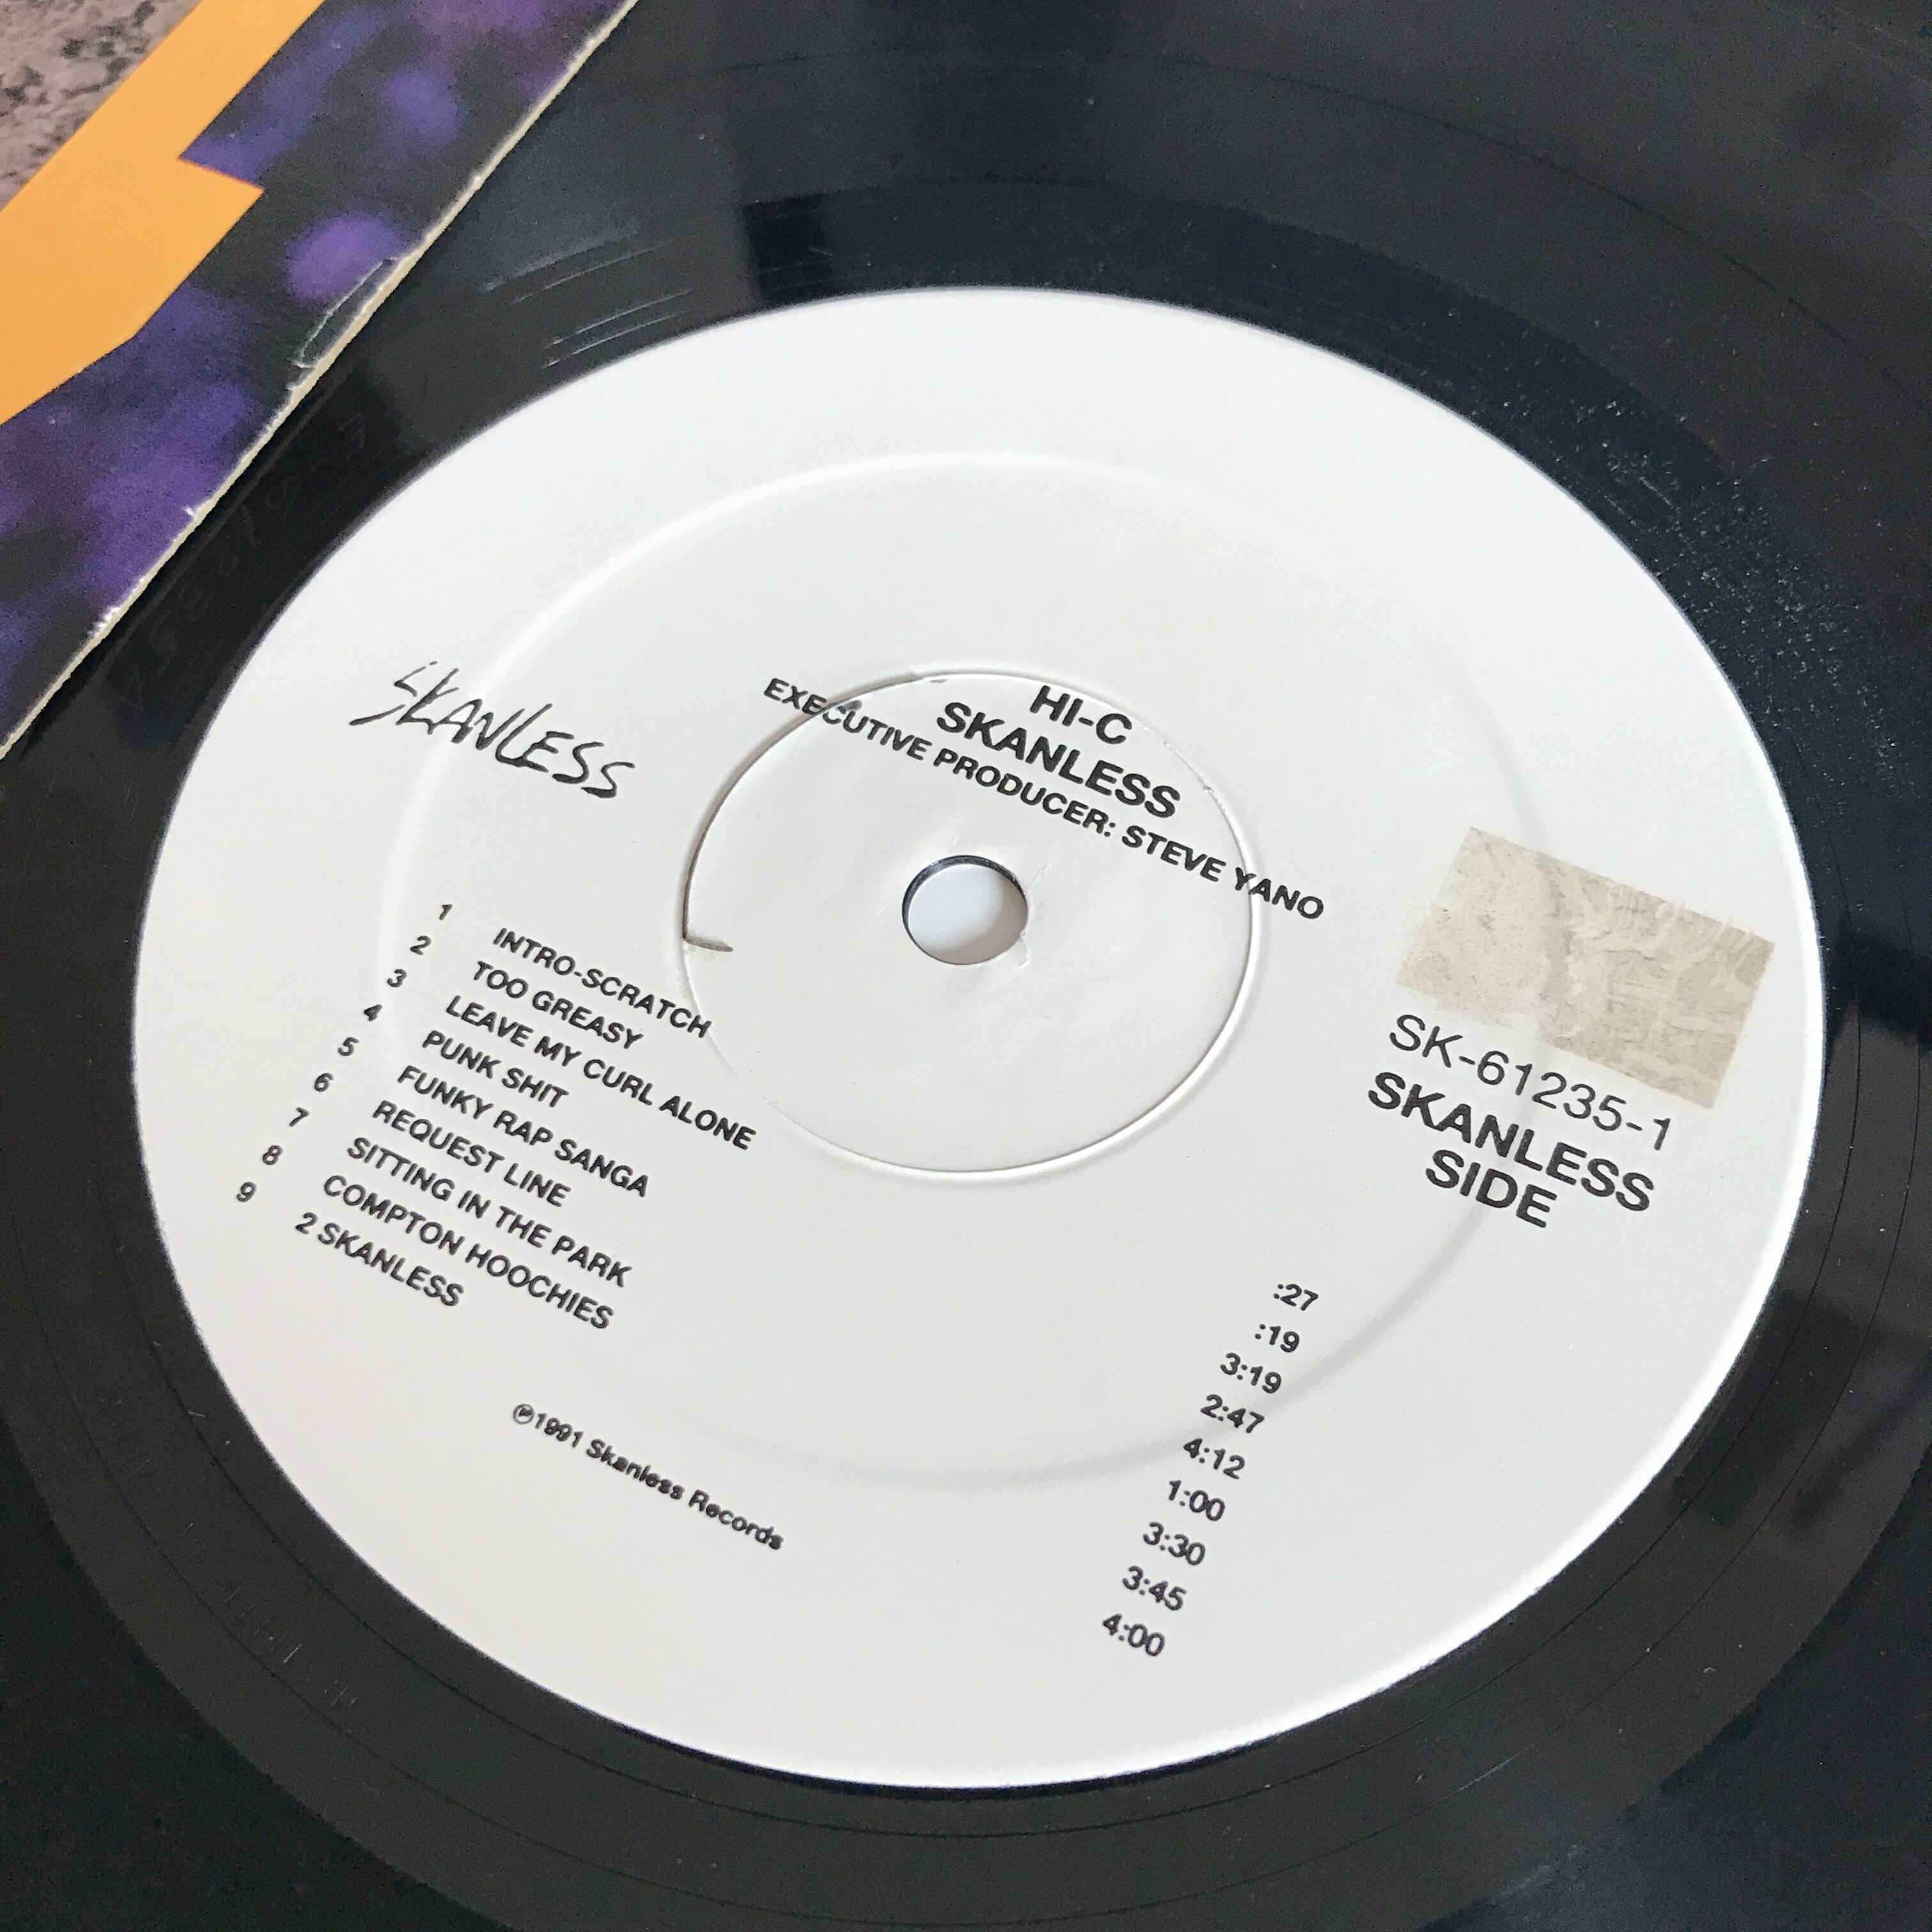 SKANLESS
HI-C
SKANLESS
EXECUTIVE PRODUCER: STEVE YANO
SK-61235-1
SKANLESS
SIDE
1 INTRO-SCRATCH :27
2 TOO GREASY :19
3 LEAVE MY CURL ALONE 3:19
4 PUNK SHIT 2:47
5 FUNKY RAP SANGA 4:12
6 REQUEST LINE 1:00
7 SITTING IN THE PARK 3:30
8 COMPTON HOOCHIES 3:45
9 2 SKANLESS 4:00
℗1991 Skanless Records